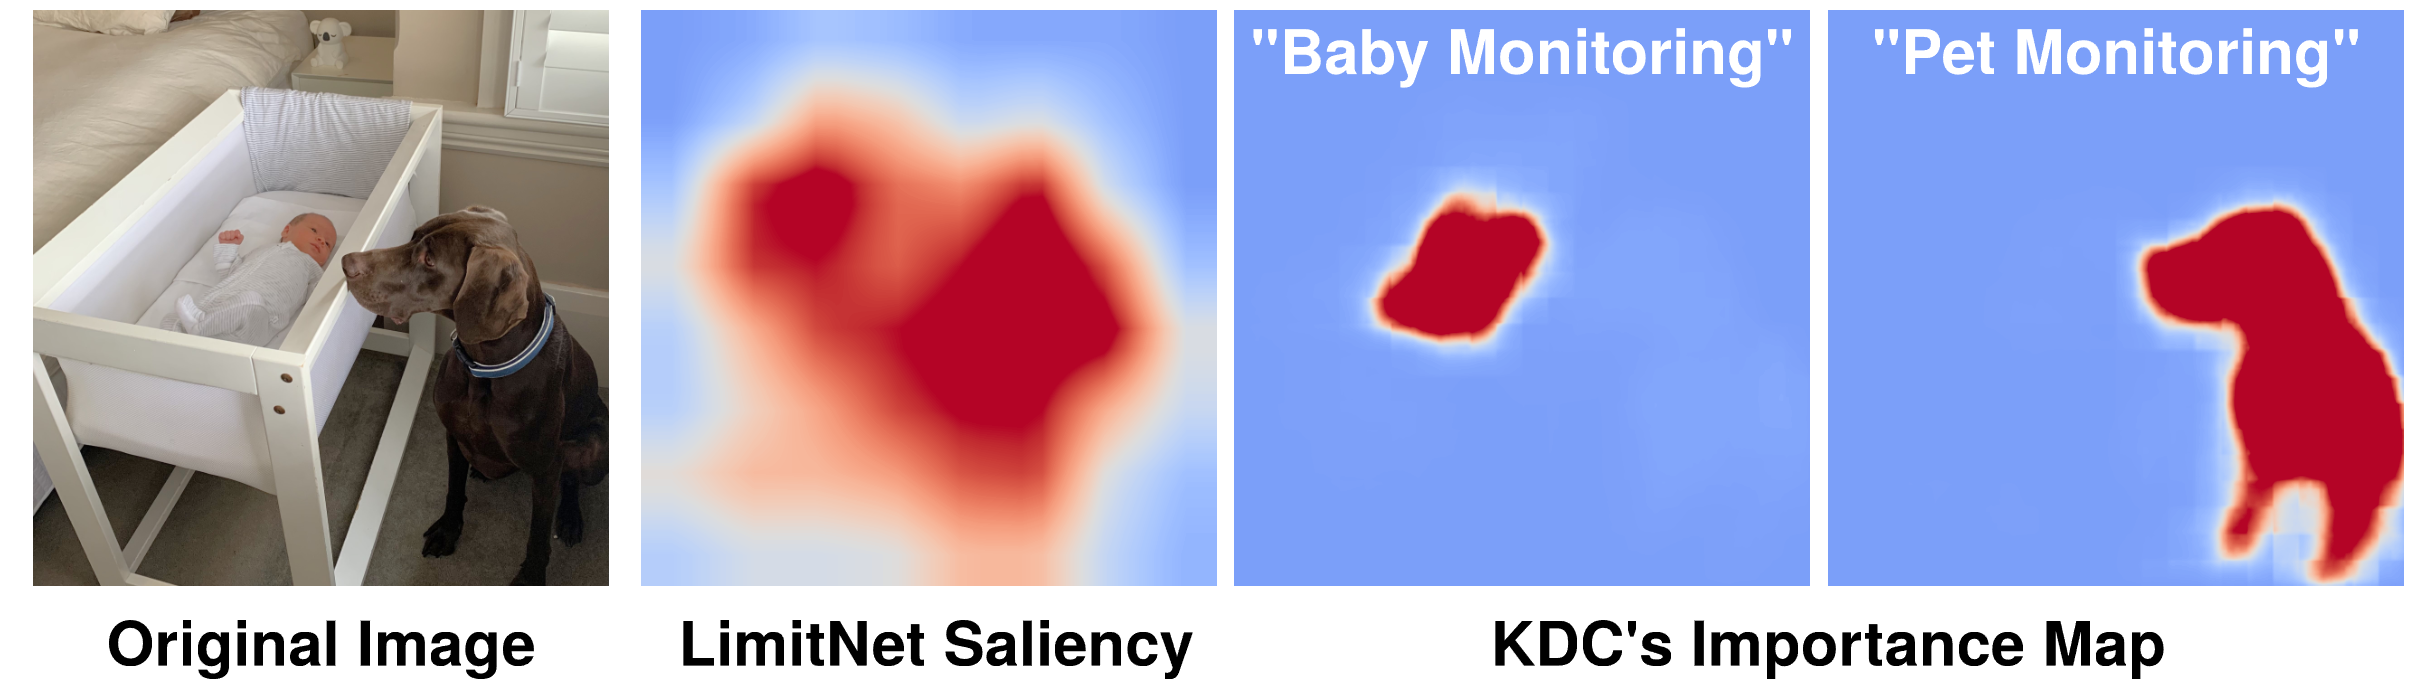 "Baby Monitoring"
"Pet Monitoring"
Original Image
LimitNet Saliency
KDC's Importance Map